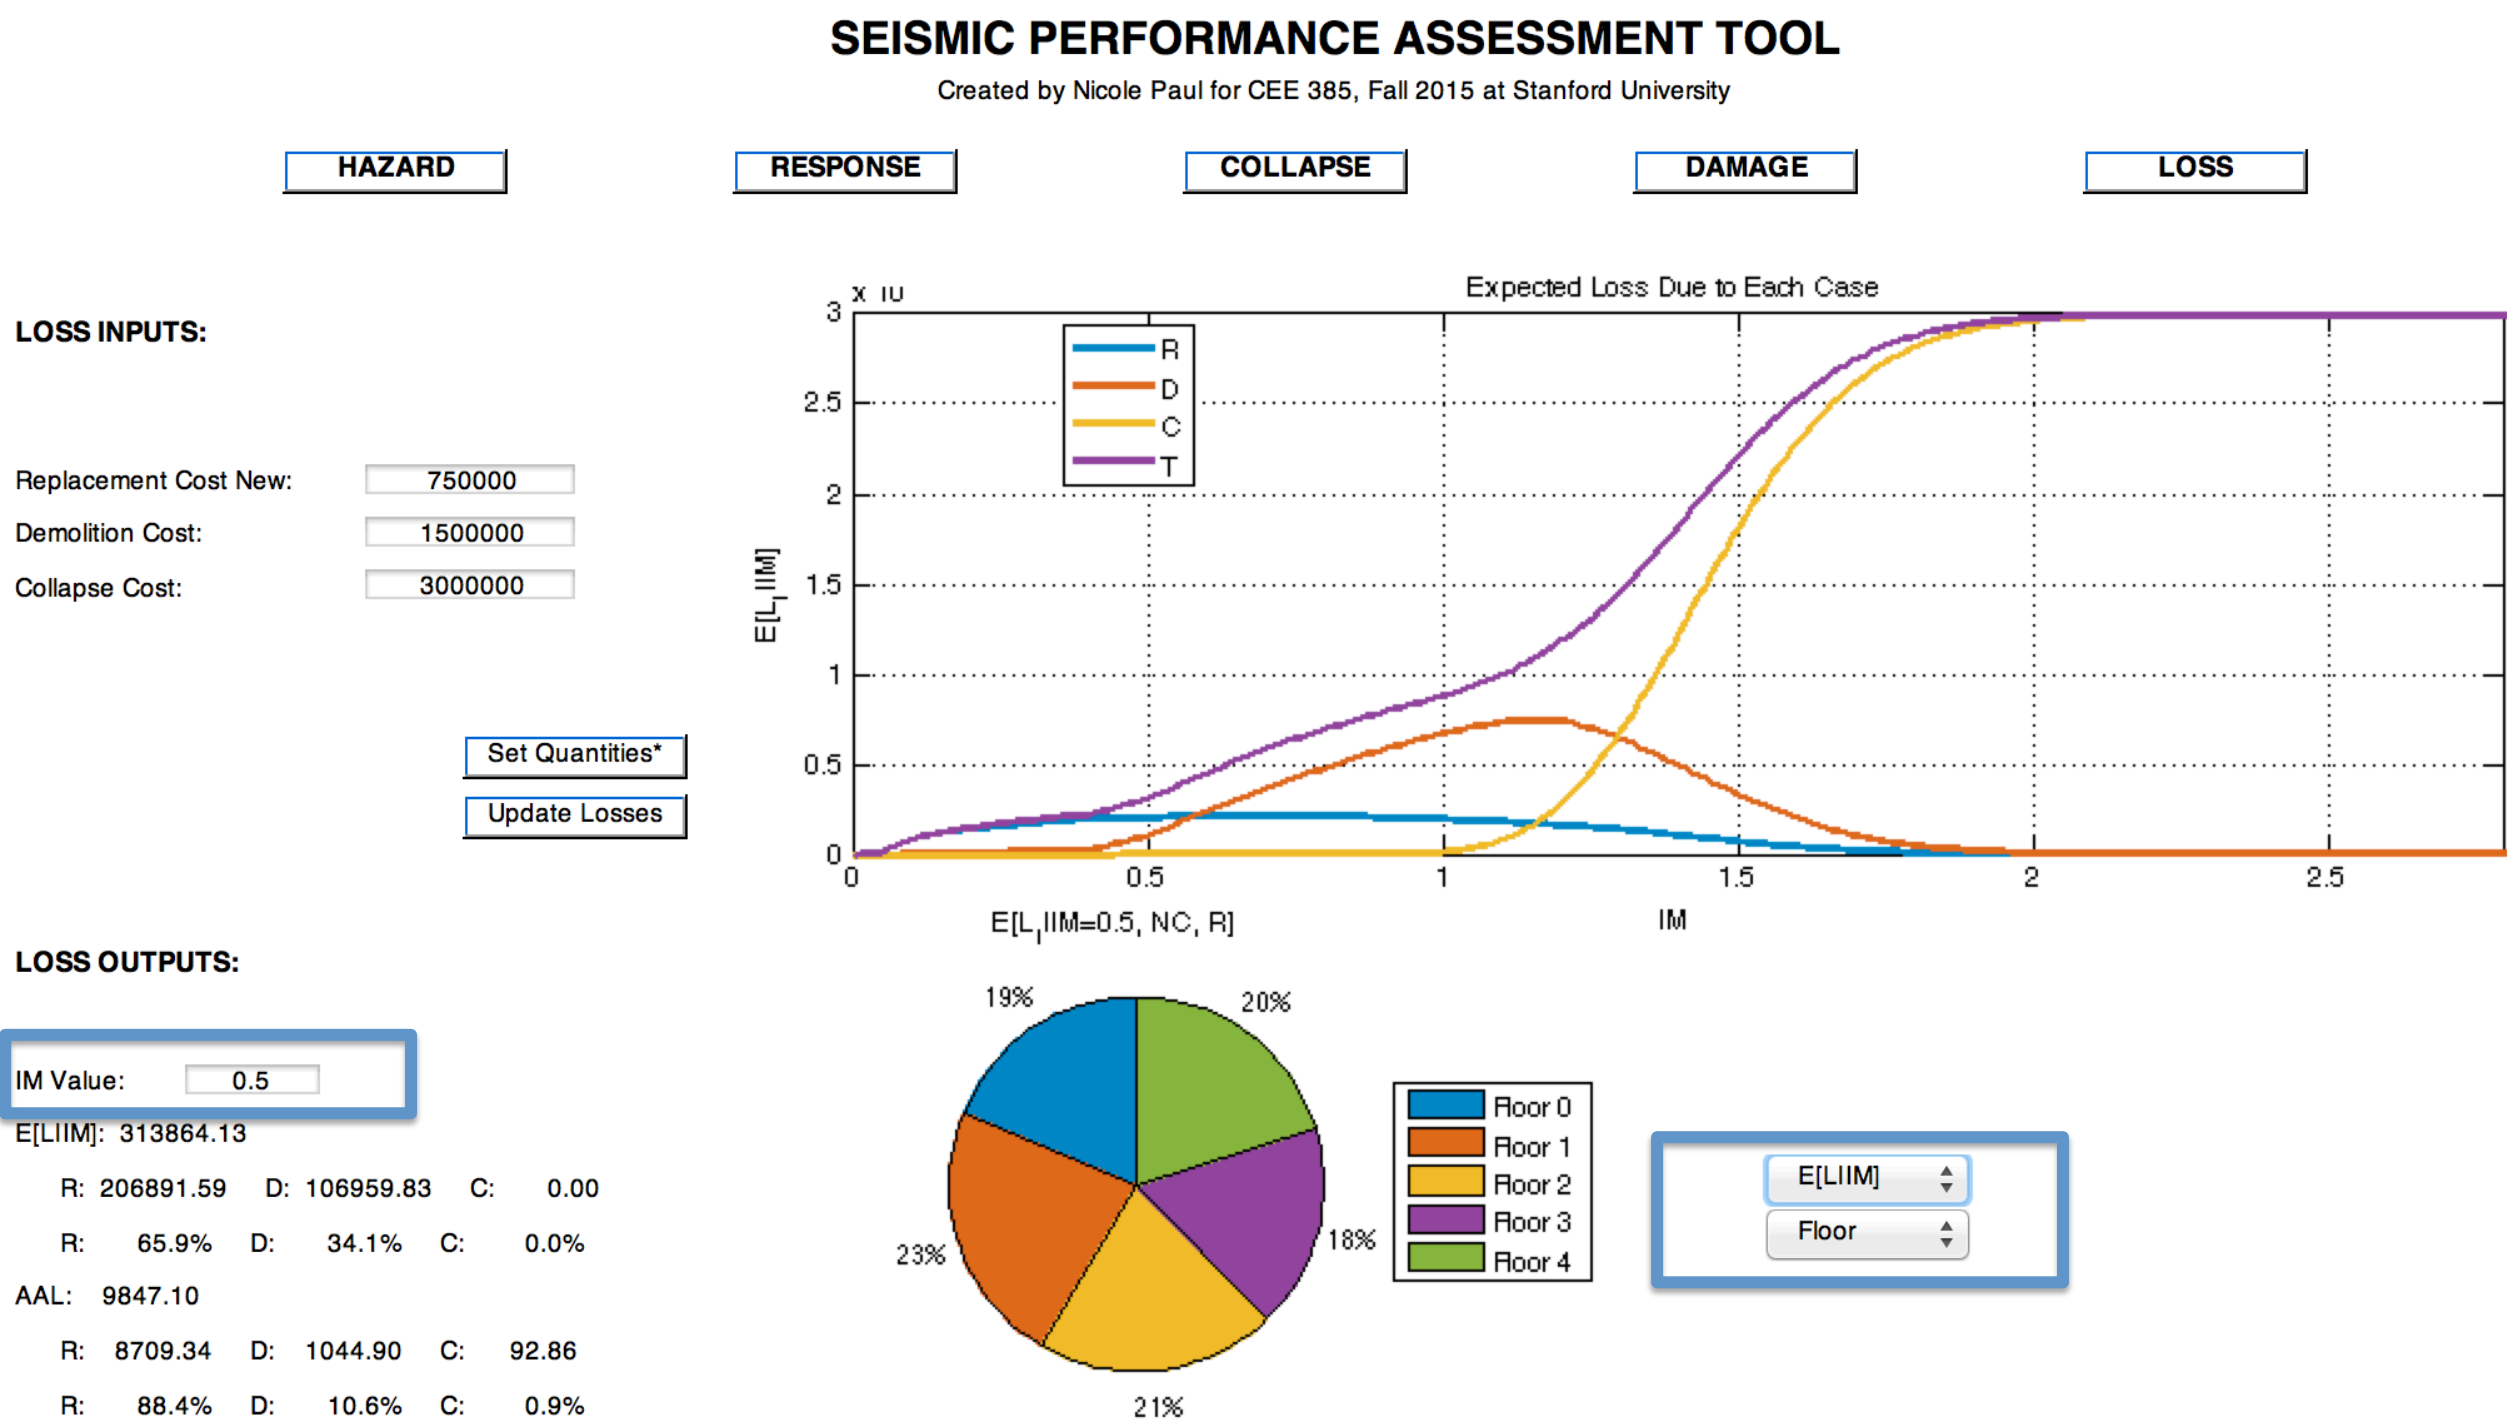 SEISMIC PERFORMANCE ASSESSMENT TOOL
Created by Nicole Paul for CEE 385, Fall 2015 at Stanford University
HAZARD RESPONSE COLLAPSE DAMAGE LOSS
LOSS INPUTS:
Replacement Cost New: 750000
Demolition Cost: 1500000
Collapse Cost: 3000000
Set Quantities*
Update Losses
Expected Loss Due to Each Case
x 10
3
2.5
2
1.5
1
0.5
0
E[L_l|IM]
R
D
C
T
0 0.5 1 1.5 2 2.5
IM
LOSS OUTPUTS:
IM Value: 0.5
E[LIIM]: 313864.13
R: 206891.59 D: 106959.83 C: 0.00
R: 65.9% D: 34.1% C: 0.0%
AAL: 9847.10
R: 8709.34 D: 1044.90 C: 92.86
R: 88.4% D: 10.6% C: 0.9%
E[L_l|IM=0.5, NC, R]
19%
20%
23%
18%
21%
Floor 0
Floor 1
Floor 2
Floor 3
Floor 4
E[LIIM]
Floor